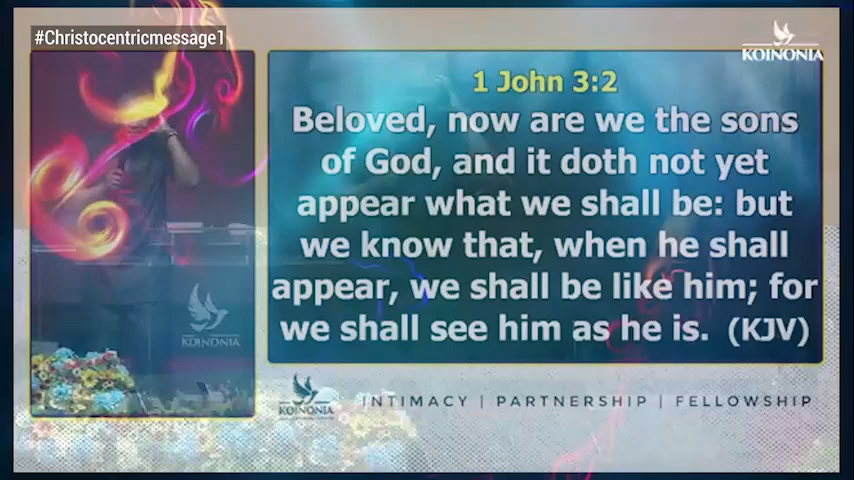 #Christocentricmessage1
KOINONIA
1 John 3:2
Beloved, now are we the sons
of God, and it doth not yet
appear what we shall be: but
we know that, when he shall
appear, we shall be like him; for
we shall see him as he is. (KJV)
KOINONIA
KOINONIA
INTIMACY | PARTNERSHIP | FELLOWSHIP